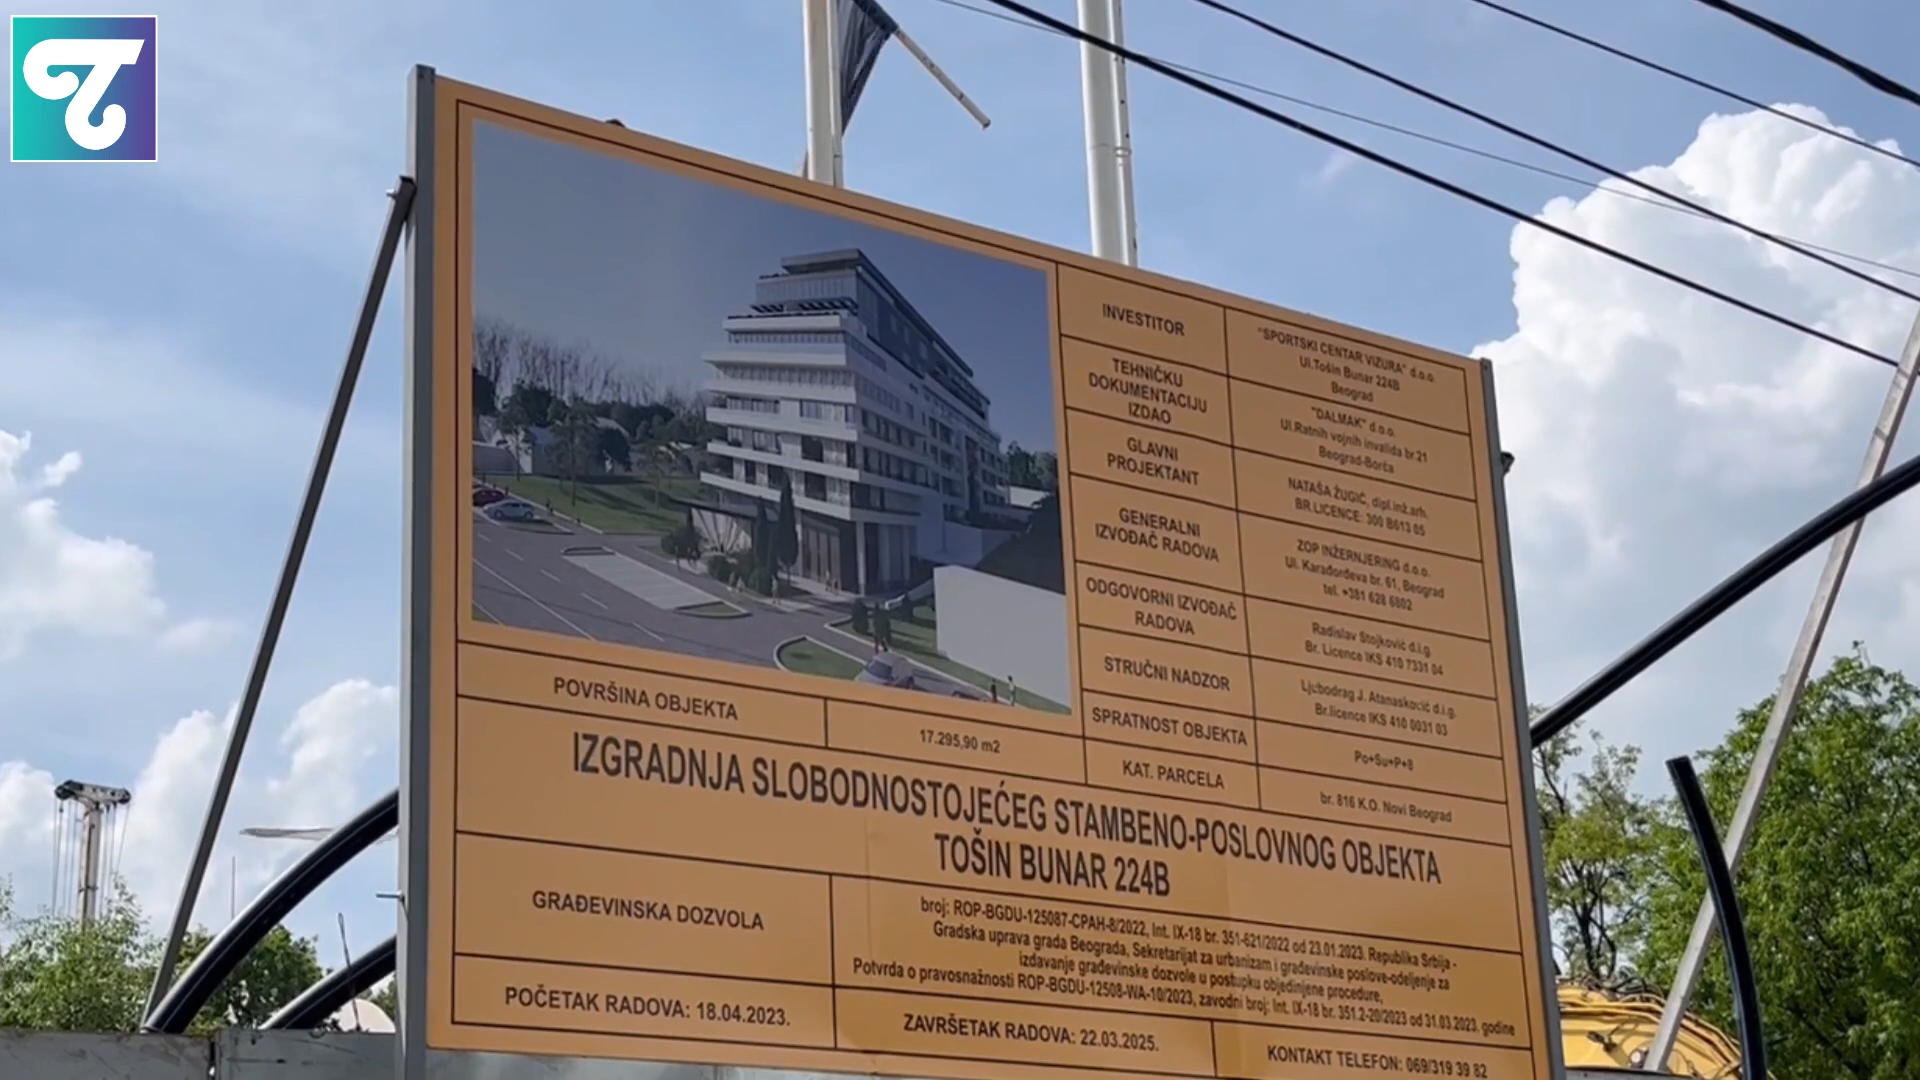 INVESTITOR
"SPORTSKI CENTAR VIZURA" d.o.o.
Ul.Tošin Bunar 224B
Beograd
TEHNIČKU
DOKUMENTACIJU
IZDAO
"DALMAK" d.o.o.
Ul.Ratnih vojnih invalida br.21
Beograd-Borča
GLAVNI
PROJEKTANT
NATAŠA ŽUGIĆ, dipl.inž.arh.
BR.LICENCE: 300 B613 05
GENERALNI
IZVOĐAČ RADOVA
ZOP INŽERNJERING d.o.o.
Ul. Karađorđeva br. 61, Beograd
tel. +381 628 6802
ODGOVORNI IZVOĐAČ
RADOVA
Radislav Stojković d.i.g.
Br. Licence IKS 410 7331 04
STRUČNI NADZOR
Ljubodrag J. Atanasković d.i.g.
Br.licence IKS 410 0031 03
SPRATNOST OBJEKTA
Po+Su+P+8
KAT. PARCELA
br. 816 K.O. Novi Beograd
POVRŠINA OBJEKTA
17.295,90 m2
IZGRADNJA SLOBODNOSTOJEĆEG STAMBENO-POSLOVNOG OBJEKTA
TOŠIN BUNAR 224B
GRAĐEVINSKA DOZVOLA
broj: ROP-BGDU-125087-CPAH-8/2022, Int. IX-18 br. 351-621/2022 od 23.01.2023. Republika Srbija -
Gradska uprava grada Beograda, Sekretarijat za urbanizam i građevinske poslove-odeljenje za
izdavanje građevinske dozvole u postupku objedinjene procedure,
Potvrda o pravosnažnosti ROP-BGDU-12508-WA-10/2023, zavodni broj: Int. IX-18 br. 351.2-20/2023 od 31.03.2023. godine
POČETAK RADOVA: 18.04.2023.
ZAVRŠETAK RADOVA: 22.03.2025.
KONTAKT TELEFON: 069/319 39 82